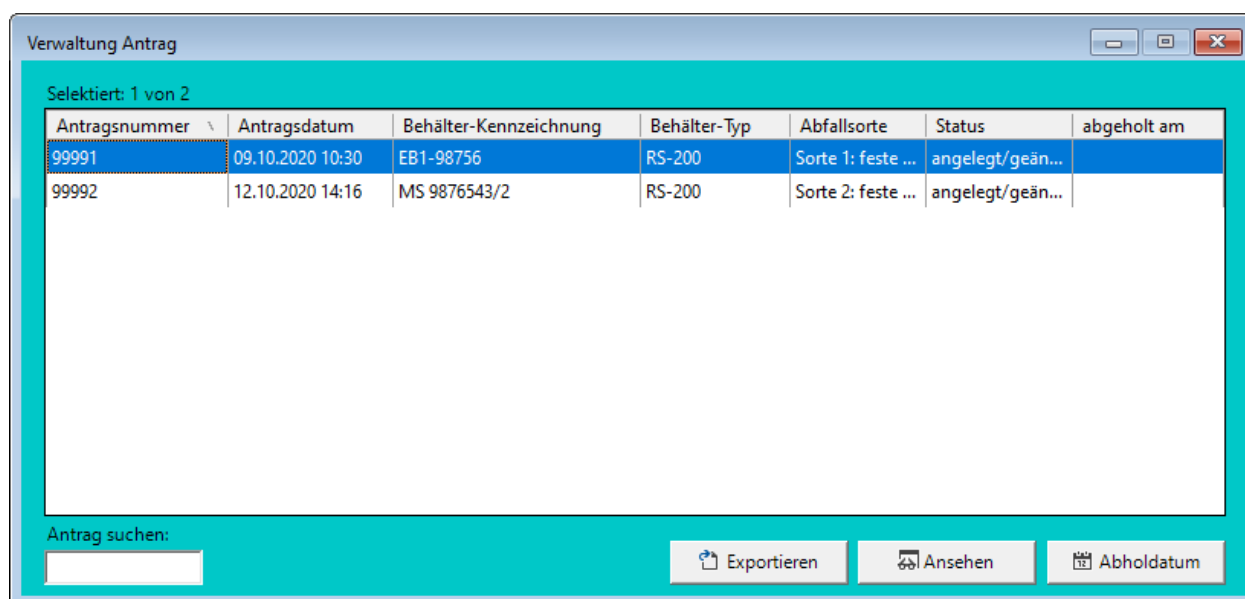 Verwaltung Antrag
Selektiert: 1 von 2
Antragsnummer Antragsdatum Behälter-Kennzeichnung Behälter-Typ Abfallsorte Status abgeholt am
99991 09.10.2020 10:30 EB1-98756 RS-200 Sorte 1: feste ... angelegt/geän...
99992 12.10.2020 14:16 MS 9876543/2 RS-200 Sorte 2: feste ... angelegt/geän...
Antrag suchen:
Exportieren Ansehen Abholdatum